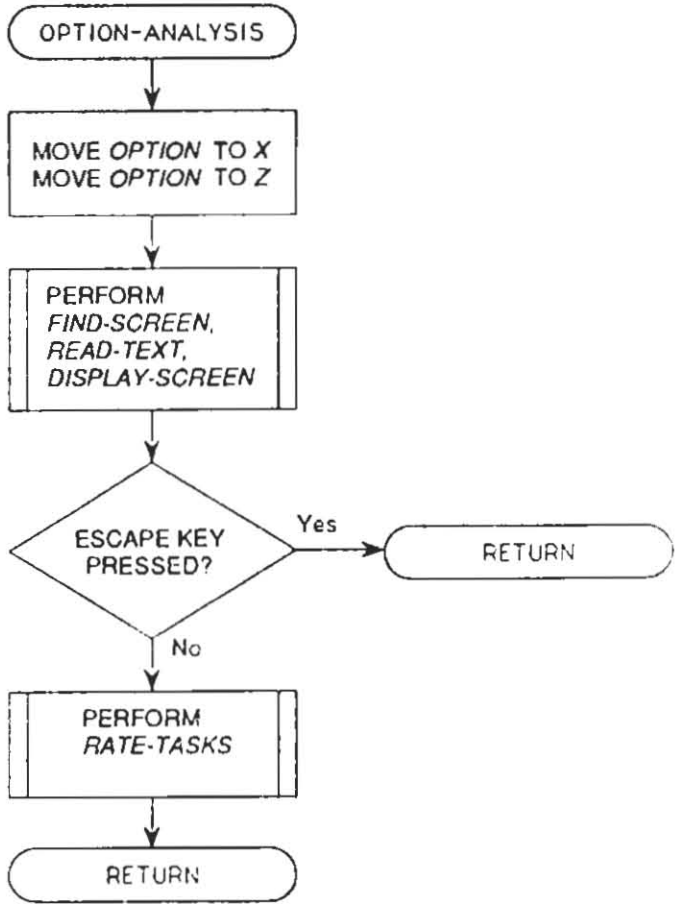 OPTION-ANALYSIS
MOVE OPTION TO X
MOVE OPTION TO Z
PERFORM
FIND-SCREEN,
READ-TEXT,
DISPLAY-SCREEN
ESCAPE KEY
PRESSED?
Yes
RETURN
No
PERFORM
RATE-TASKS
RETURN